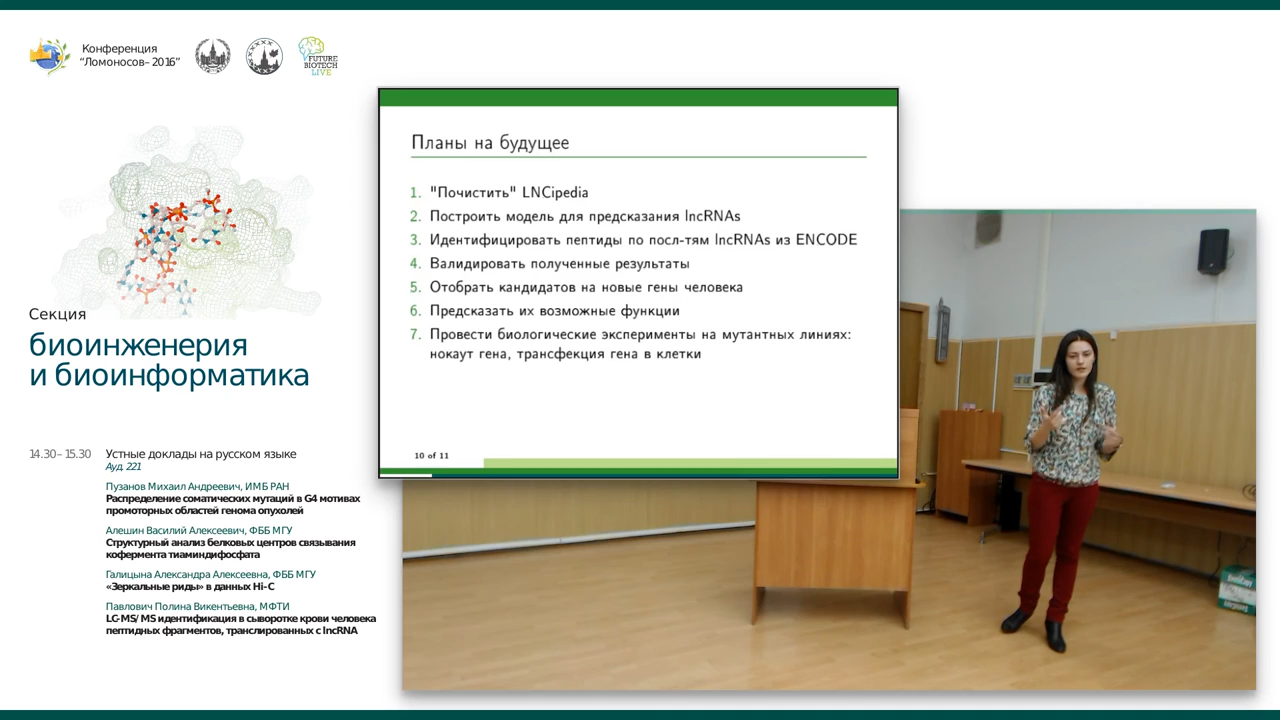 Конференция
“Ломоносов–2016”
FUTURE
BIOTECH
LIVE
Секция
биоинженерия
и биоинформатика
14.30–15.30 Устные доклады на русском языке
Ауд. 221
Пузанов Михаил Андреевич, ИМБ РАН
Распределение соматических мутаций в G4 мотивах
промоторных областей генома опухолей
Алешин Василий Алексеевич, ФББ МГУ
Структурный анализ белковых центров связывания
кофермента тиаминдифосфата
Галицына Александра Алексеевна, ФББ МГУ
«Зеркальные риды» в данных Hi-C
Павлович Полина Викентьевна, МФТИ
LC-MS/MS идентификация в сыворотке крови человека
пептидных фрагментов, транслированных с lncRNA
Планы на будущее
1. "Почистить" LNCipedia
2. Построить модель для предсказания lncRNAs
3. Идентифицировать пептиды по посл-тям lncRNAs из ENCODE
4. Валидировать полученные результаты
5. Отобрать кандидатов на новые гены человека
6. Предсказать их возможные функции
7. Провести биологические эксперименты на мутантных линиях:
нокаут гена, трансфекция гена в клетки
10 of 11